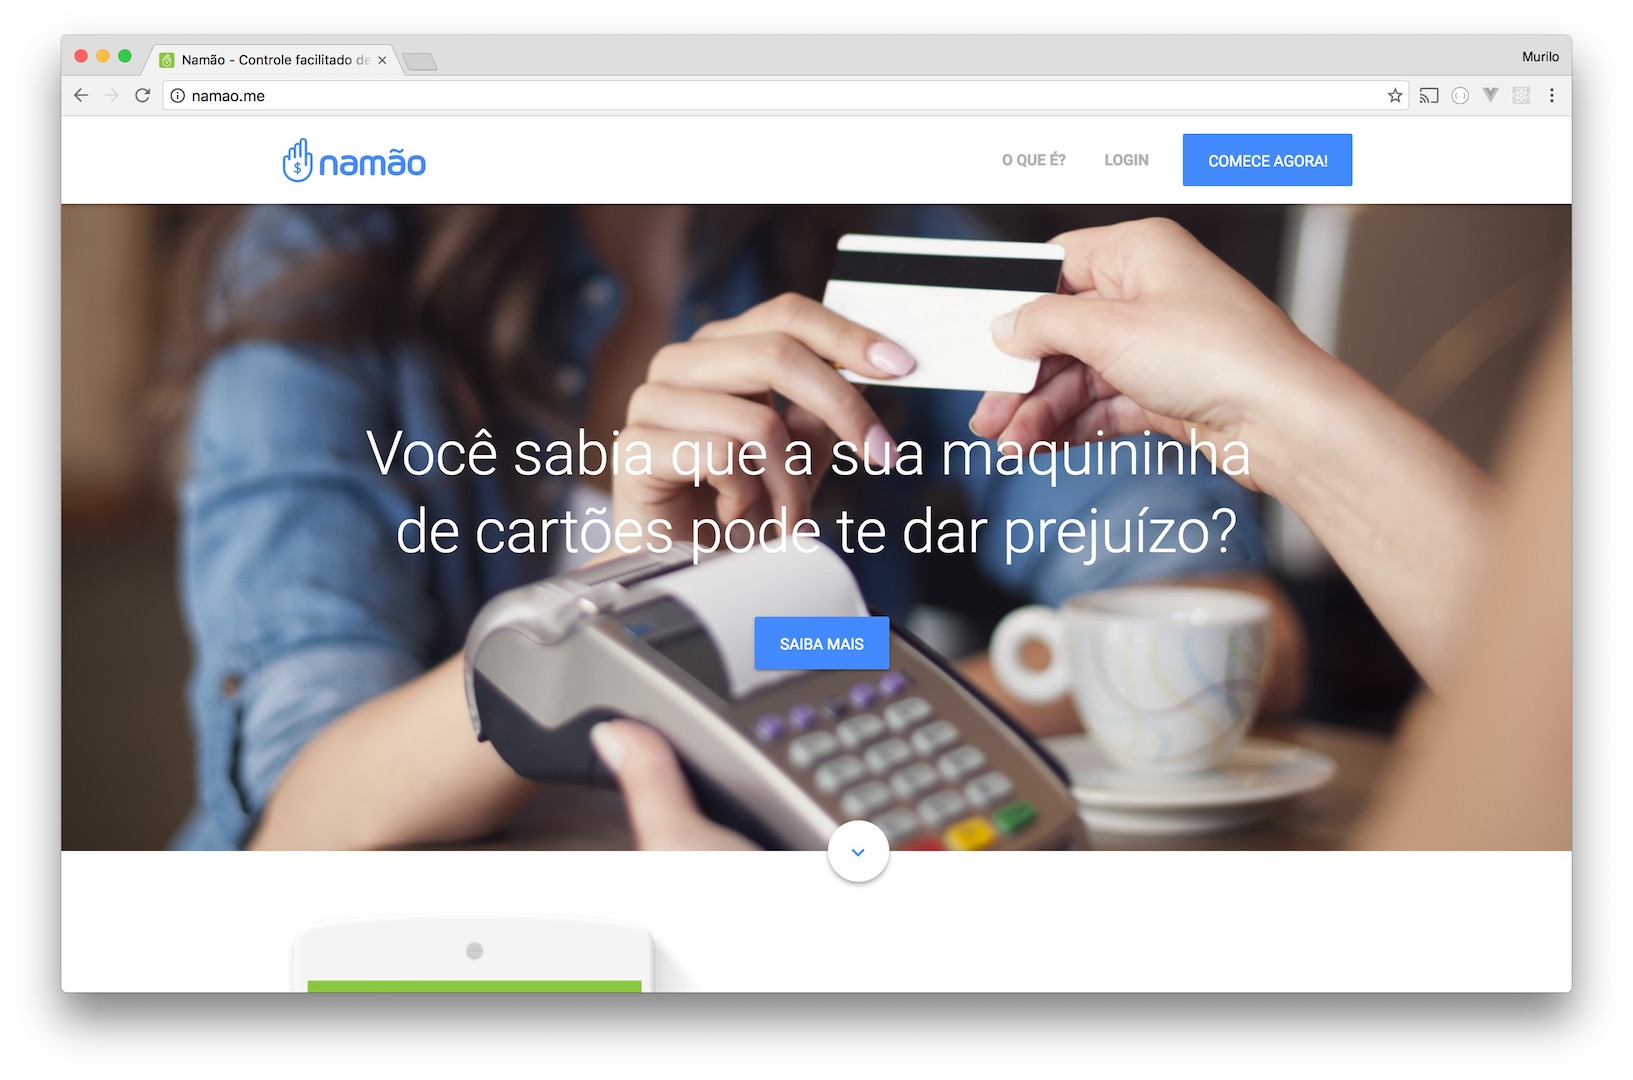 Namão - Controle facilitado de
Murilo
namao.me
$ namão
O QUE É?
LOGIN
COMECE AGORA!
Você sabia que a sua maquininha
de cartões pode te dar prejuízo?
SAIBA MAIS